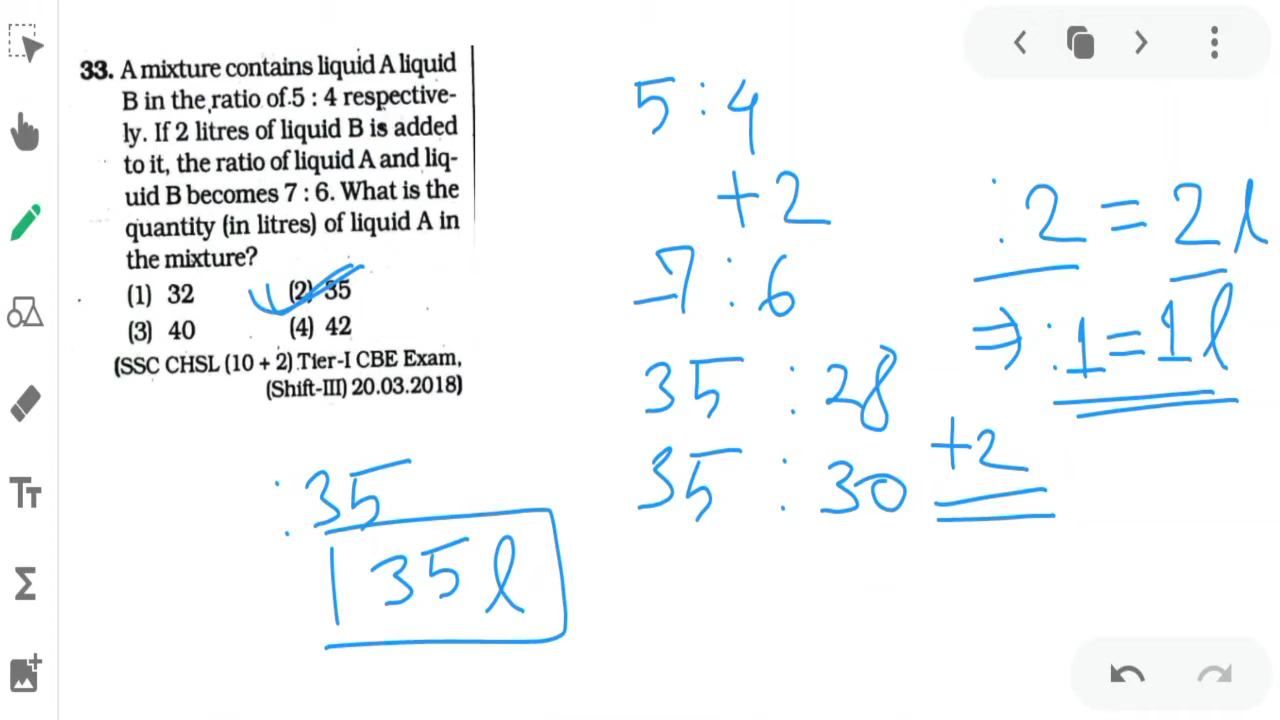 33. A mixture contains liquid A liquid
B in the ratio of 5 : 4 respective-
ly. If 2 litres of liquid B is added
to it, the ratio of liquid A and liq-
uid B becomes 7 : 6. What is the
quantity (in litres) of liquid A in
the mixture?
(1) 32 (2) 35
(3) 40 (4) 42
(SSC CHSL (10 + 2) Tier-I CBE Exam,
(Shift-III) 20.03.2018)
5 : 4
+2
7 : 6
35 : 28
35 : 30 +2
: 2 = 2l
⇒ : 1 = 1l
: 35
35 l
Tт
Σ